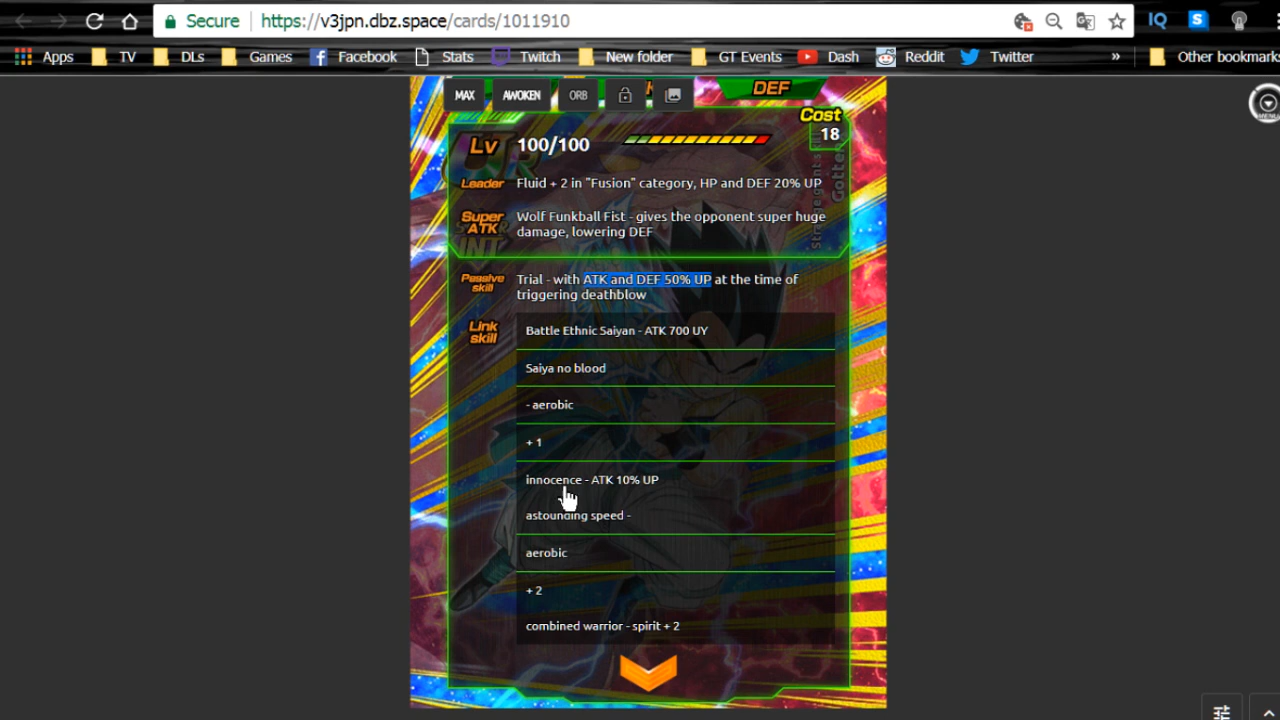 Secure https://v3jpn.dbz.space/cards/1011910
IQ S
Apps TV DLs Games Facebook Stats Twitch New folder GT Events Dash Reddit Twitter » Other bookmarks
MAX AWOKEN ORB DEF
MENU
Cost
18
Lv 100/100
Leader Fluid + 2 in "Fusion" category, HP and DEF 20% UP
Super ATK
Wolf Funkball Fist - gives the opponent super huge
damage, lowering DEF
Passive skill
Trial - with ATK and DEF 50% UP at the time of
triggering deathblow
Link skill
Battle Ethnic Saiyan - ATK 700 UY
Saiya no blood
- aerobic
+ 1
innocence - ATK 10% UP
astounding speed -
aerobic
+ 2
combined warrior - spirit + 2